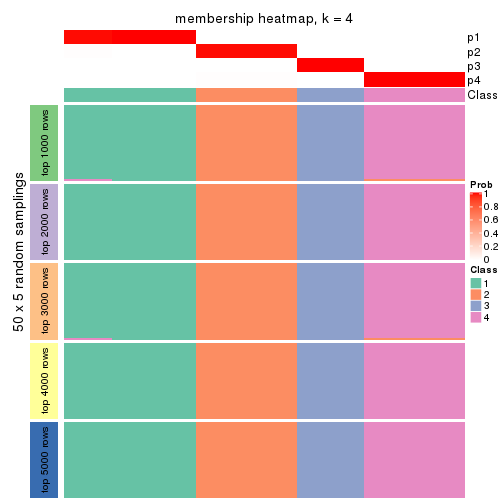 membership heatmap, k = 4
p1
p2
p3
p4
Class
50 x 5 random samplings
top 1000 rows
top 2000 rows
top 3000 rows
top 4000 rows
top 5000 rows
Prob
1
0.8
0.6
0.4
0.2
0
Class
1
2
3
4